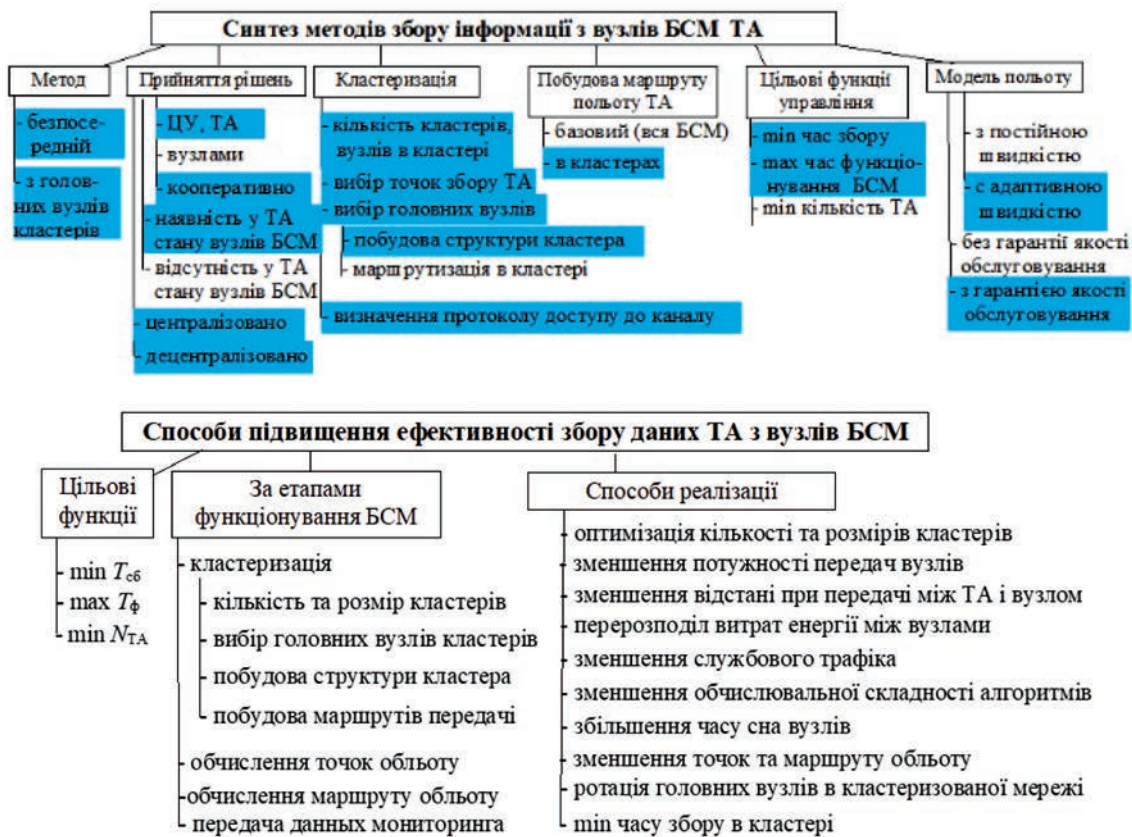 Синтез методів збору інформації з вузлів БСМ ТА
Метод
- безпосе-
редній
- з голов-
них вузлів
кластерів
Прийняття рішень
- ЦУ, ТА
- вузлами
- кооперативно
- наявність у ТА
стану вузлів БСМ
- відсутність у ТА
стану вузлів БСМ
- централізовано
- децентралізовано
Кластеризація
- кількість кластерів,
вузлів в кластері
- вибір точок збору ТА
- вибір головних вузлів
- побудова структури кластера
- маршрутизація в кластері
- визначення протоколу доступу до каналу
Побудова маршруту
польоту ТА
- базовий (вся БСМ)
- в кластерах
Цільові функції
управління
- min час збору
- max час функціо-
нування БСМ
- min кількість ТА
Модель польоту
- з постійною
швидкістю
- с адаптивною
швидкістю
- без гарантії якості
обслуговування
- з гарантією якості
обслуговування
Способи підвищення ефективності збору даних ТА з вузлів БСМ
Цільові
функції
- min Tсб
- max Tф
- min NТА
За етапами
функціонування БСМ
- кластеризація
- кількість та розмір кластерів
- вибір головних вузлів кластерів
- побудова структури кластера
- побудова маршрутів передачі
- обчислення точок обльоту
- обчислення маршруту обльоту
- передача данных мониторинга
Способи реалізації
- оптимізація кількості та розмірів кластерів
- зменшення потужності передач вузлів
- зменшення відстані при передачі між ТА і вузлом
- перерозподіл витрат енергії між вузлами
- зменшення службового трафіка
- зменшення обчислювальної складності алгоритмів
- збільшення часу сна вузлів
- зменшення точок та маршруту обльоту
- ротація головних вузлів в кластеризованої мережі
- min часу збору в кластері